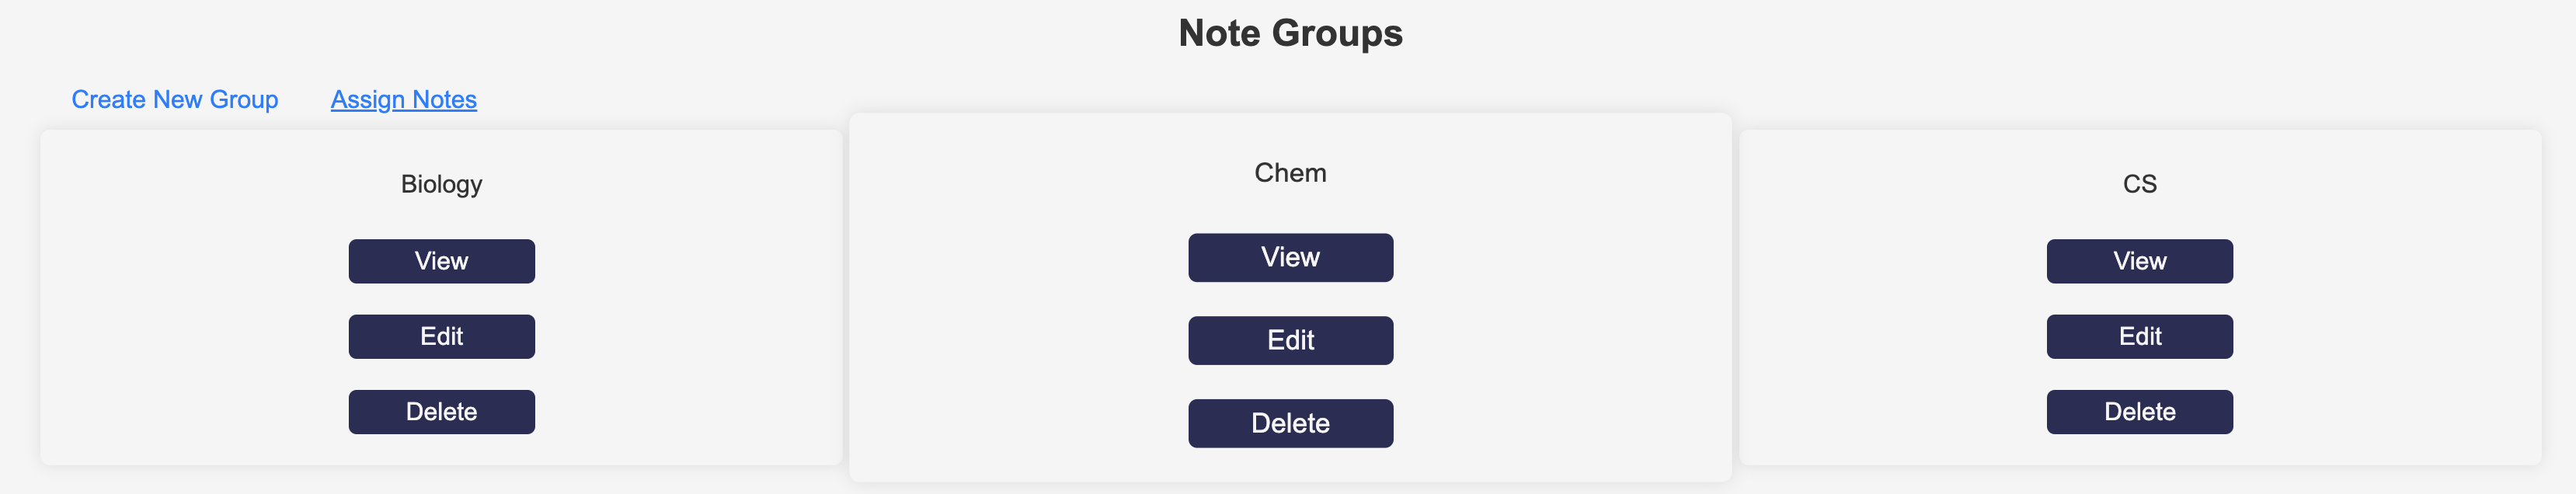 Note Groups
Create New Group
Assign Notes
Biology
View
Edit
Delete
Chem
View
Edit
Delete
CS
View
Edit
Delete